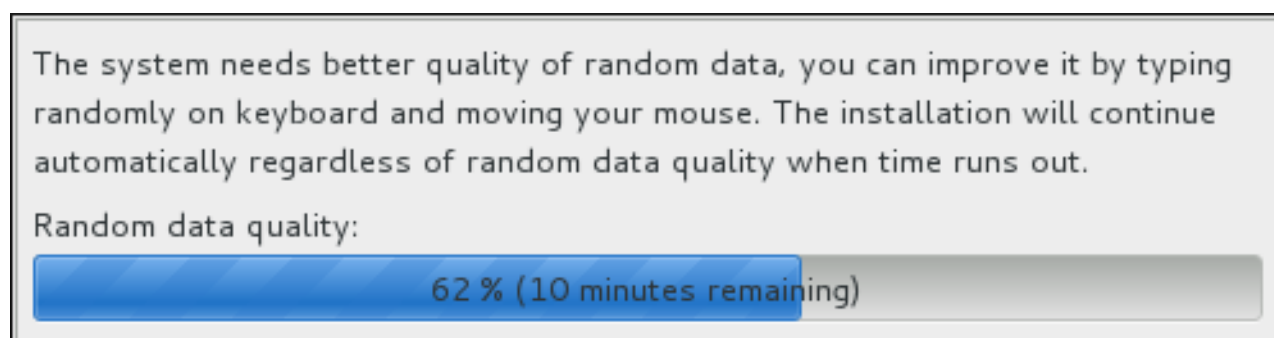 The system needs better quality of random data, you can improve it by typing
randomly on keyboard and moving your mouse. The installation will continue
automatically regardless of random data quality when time runs out.
Random data quality:
62 % (10 minutes remaining)